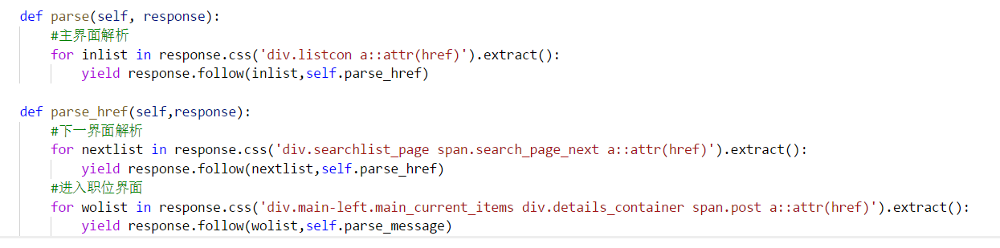 def parse(self, response):
    #主界面解析
    for inlist in response.css('div.listcon a::attr(href)').extract():
        yield response.follow(inlist,self.parse_href)
def parse_href(self,response):
    #下一界面解析
    for nextlist in response.css('div.searchlist_page span.search_page_next a::attr(href)').extract():
        yield response.follow(nextlist,self.parse_href)
    #进入职位界面
    for wolist in response.css('div.main-left.main_current_items div.details_container span.post a::attr(href)').extract():
        yield response.follow(wolist,self.parse_message)